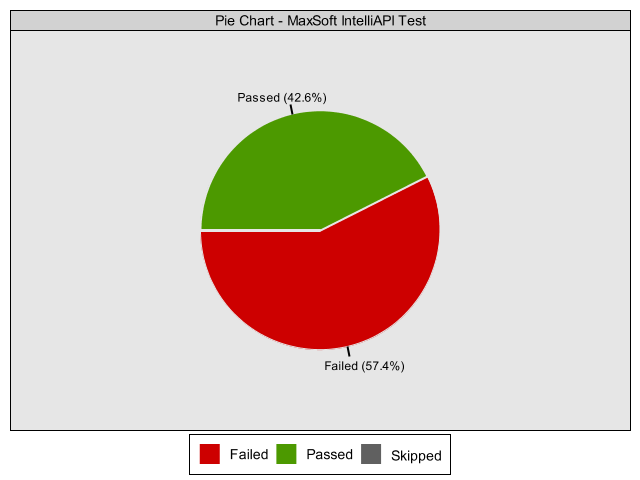 Pie Chart - MaxSoft IntelliAPI Test
Passed (42.6%)
Failed (57.4%)
Failed Passed Skipped